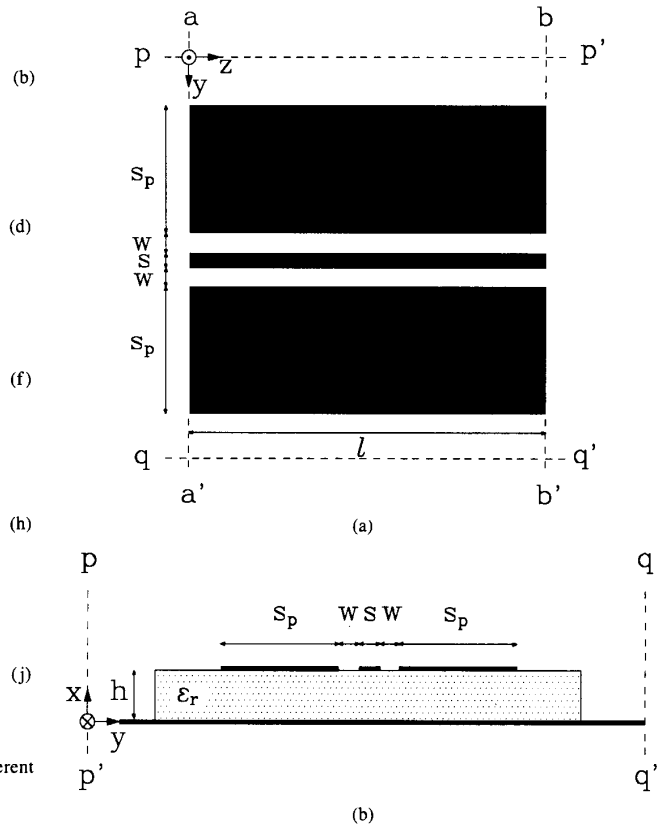 a b
p z p'
(b)
y
S_p
(d)
W
S
W
S_p
(f)
l
q q'
a' b'
(h) (a)
p q
S_p W S W S_p
(j)
x h ε_r
y
erent
p' q'
(b)